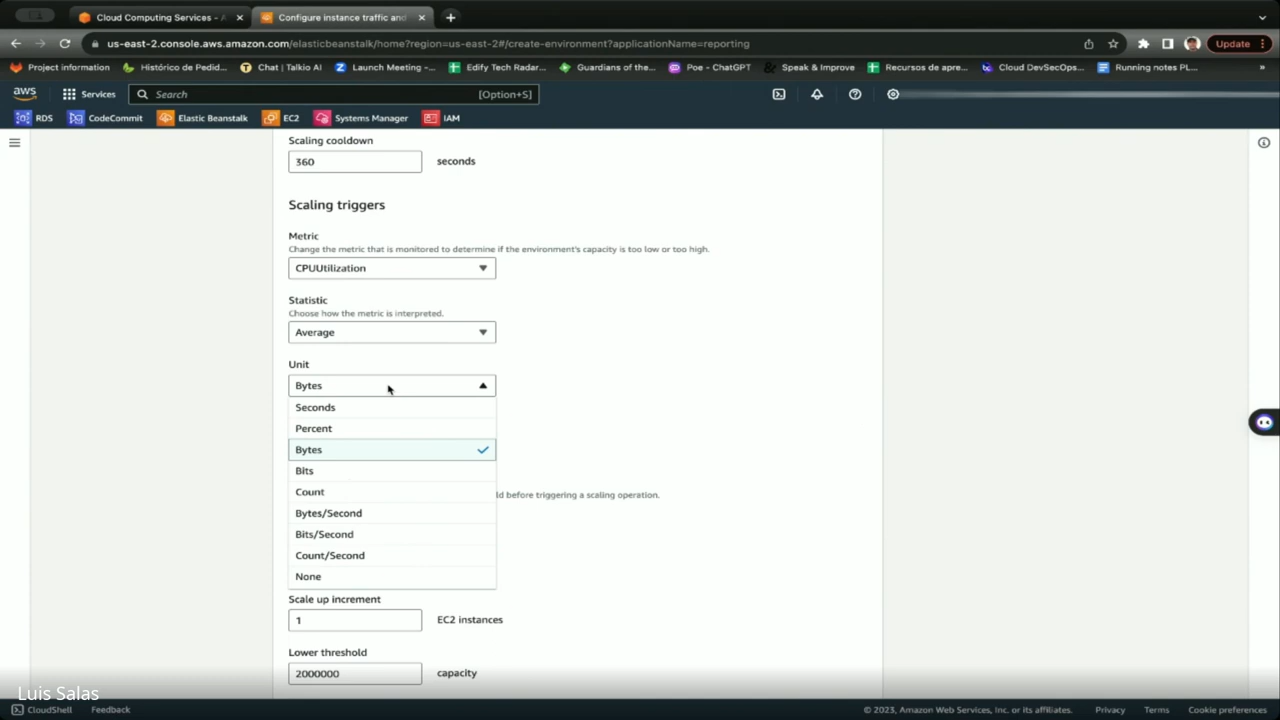 Cloud Computing Services - A
Configure instance traffic and
us-east-2.console.aws.amazon.com/elasticbeanstalk/home?region=us-east-2#/create-environment?applicationName=reporting
Update
Project information
Histórico de Pedid...
Chat | Talkio AI
Launch Meeting -...
Edify Tech Radar...
Guardians of the...
Poe - ChatGPT
Speak & Improve
Recursos de apre...
Cloud DevSecOps...
Running notes PL...
»
aws
Services
Search
[Option+S]
RDS
CodeCommit
Elastic Beanstalk
EC2
Systems Manager
IAM
Scaling cooldown
360 seconds
Scaling triggers
Metric
Change the metric that is monitored to determine if the environment's capacity is too low or too high.
CPUUtilization
Statistic
Choose how the metric is interpreted.
Average
Unit
Bytes
Seconds
Percent
Bytes
Bits
Count
ld before triggering a scaling operation.
Bytes/Second
Bits/Second
Count/Second
None
Scale up increment
1 EC2 instances
Lower threshold
2000000 capacity
Luis Salas
CloudShell
Feedback
© 2023, Amazon Web Services, Inc. or its affiliates.
Privacy
Terms
Cookie preferences